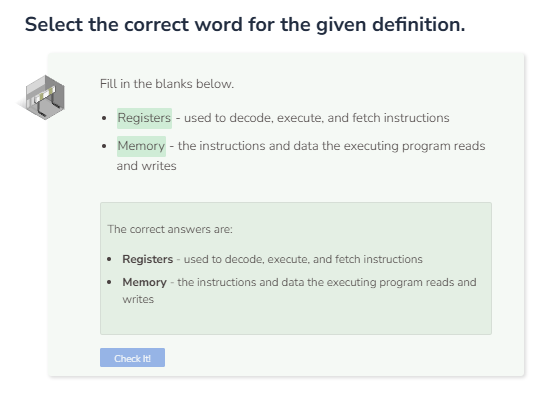 Select the correct word for the given definition.
Fill in the blanks below.
• Registers - used to decode, execute, and fetch instructions
• Memory - the instructions and data the executing program reads
and writes
The correct answers are:
• Registers - used to decode, execute, and fetch instructions
• Memory - the instructions and data the executing program reads and
writes
Check It!